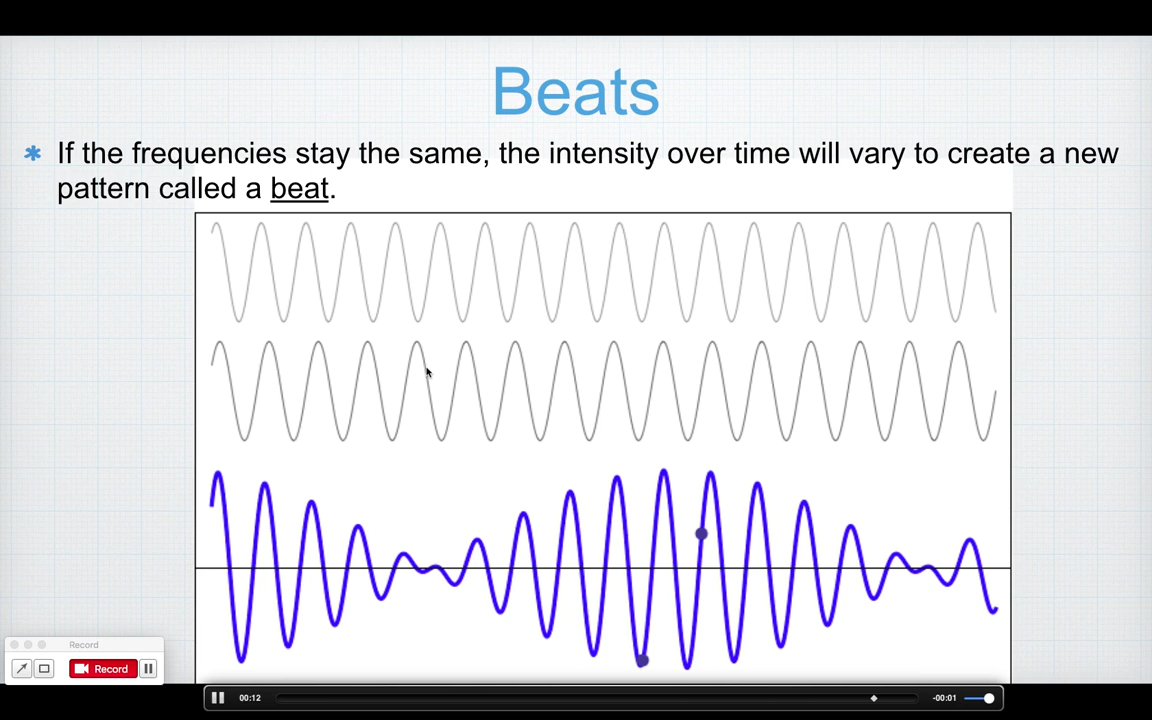 Beats
If the frequencies stay the same, the intensity over time will vary to create a new
pattern called a beat.
Record
Record
00:12
-00:01